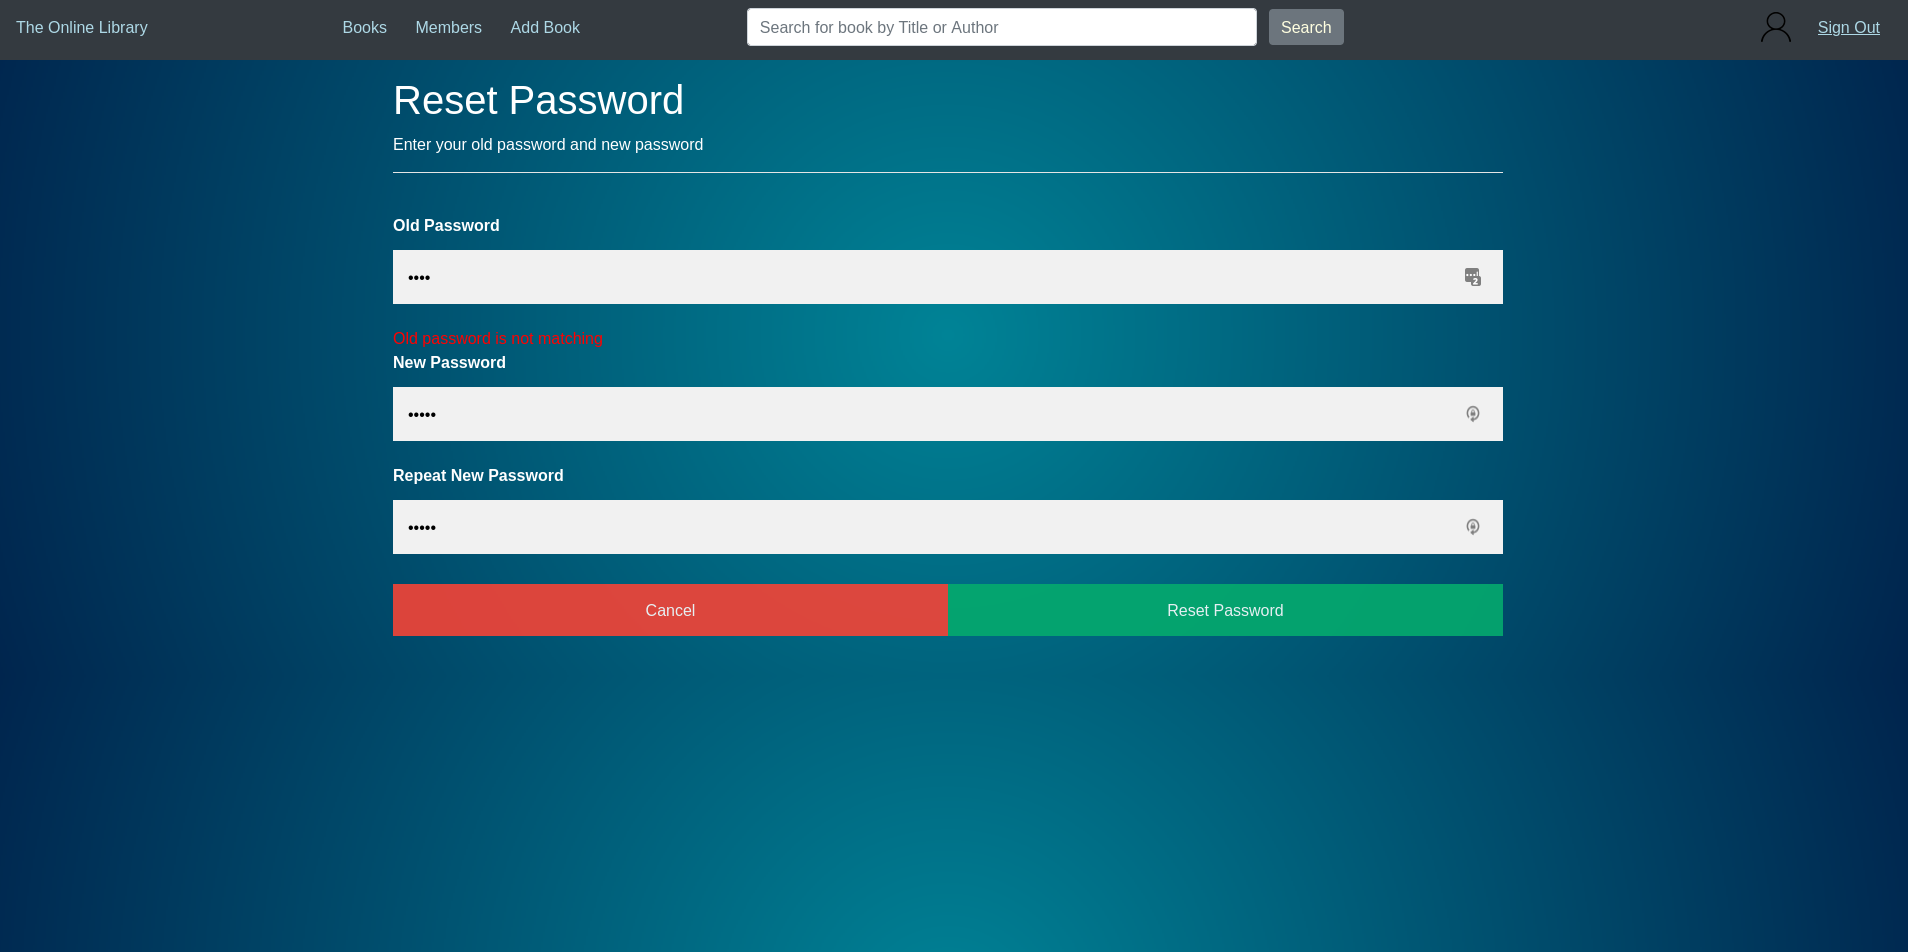 The Online Library Books Members Add Book Search for book by Title or Author Search Sign Out
Reset Password
Enter your old password and new password
Old Password
••••
Old password is not matching
New Password
•••••
Repeat New Password
•••••
Cancel Reset Password